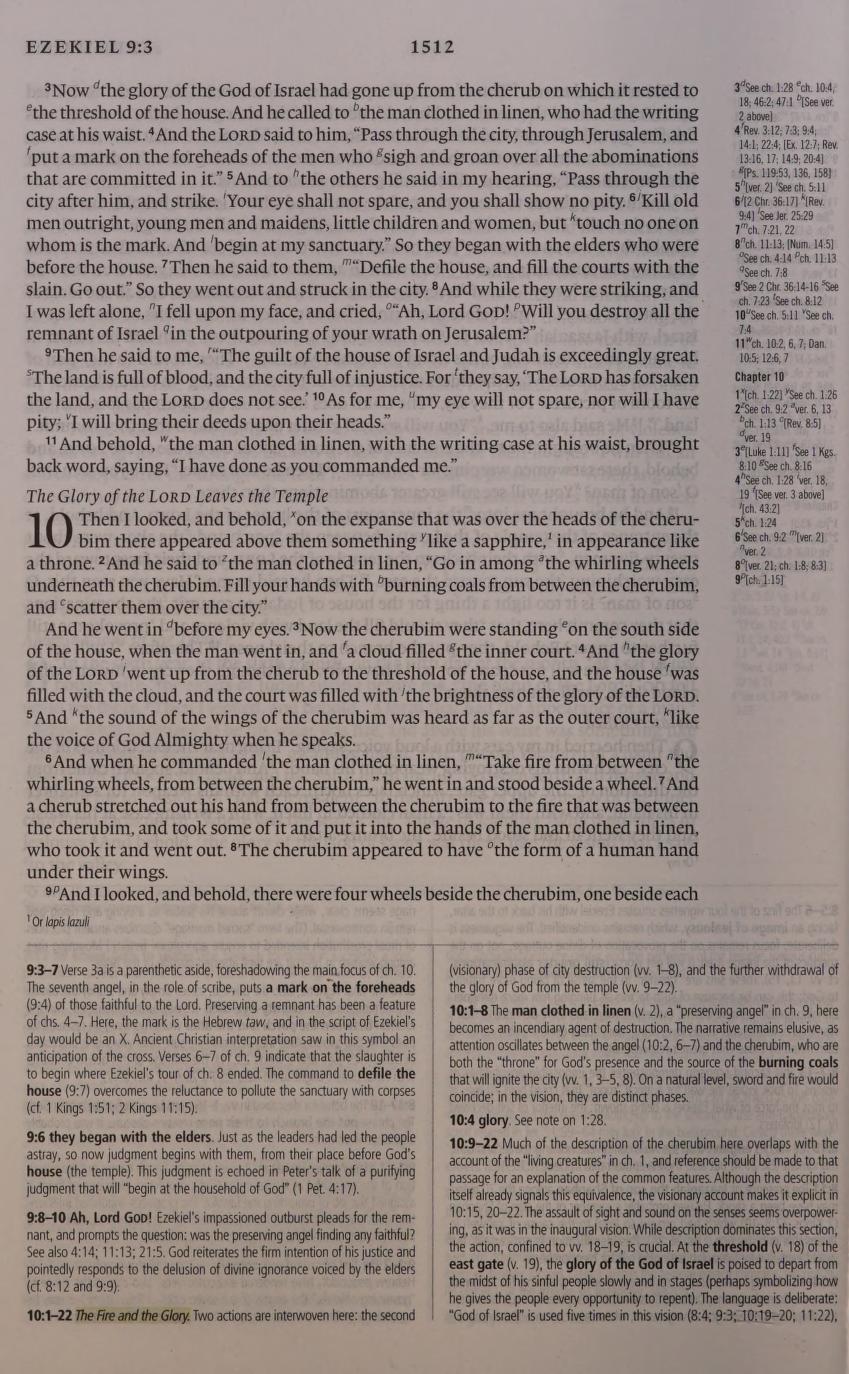 EZEKIEL 9:3
1512
3Now dthe glory of the God of Israel had gone up from the cherub on which it rested to
ethe threshold of the house. And he called to bthe man clothed in linen, who had the writing
case at his waist. 4And the LORD said to him, “Pass through the city, through Jerusalem, and
fput a mark on the foreheads of the men who gsigh and groan over all the abominations
that are committed in it.” 5And to hthe others he said in my hearing, “Pass through the
city after him, and strike. iYour eye shall not spare, and you shall show no pity. 6jKill old
men outright, young men and maidens, little children and women, but ktouch no one on
whom is the mark. And lbegin at my sanctuary.” So they began with the elders who were
before the house. 7Then he said to them, m“Defile the house, and fill the courts with the
slain. Go out.” So they went out and struck in the city. 8And while they were striking, and
I was left alone, nI fell upon my face, and cried, o“Ah, Lord GOD! pWill you destroy all the
remnant of Israel qin the outpouring of your wrath on Jerusalem?”
9Then he said to me, r“The guilt of the house of Israel and Judah is exceedingly great.
sThe land is full of blood, and the city full of injustice. For tthey say, ‘The LORD has forsaken
the land, and the LORD does not see.’ 10As for me, umy eye will not spare, nor will I have
pity; vI will bring their deeds upon their heads.”
11And behold, wthe man clothed in linen, with the writing case at his waist, brought
back word, saying, “I have done as you commanded me.”
The Glory of the LORD Leaves the Temple
10 Then I looked, and behold, xon the expanse that was over the heads of the cheru-
bim there appeared above them something ylike a sapphire,1 in appearance like
a throne. 2And he said to zthe man clothed in linen, “Go in among athe whirling wheels
underneath the cherubim. Fill your hands with bburning coals from between the cherubim,
and cscatter them over the city.”
And he went in dbefore my eyes. 3Now the cherubim were standing eon the south side
of the house, when the man went in, and fa cloud filled gthe inner court. 4And hthe glory
of the LORD iwent up from the cherub to the threshold of the house, and the house fwas
filled with the cloud, and the court was filled with jthe brightness of the glory of the LORD.
5And kthe sound of the wings of the cherubim was heard as far as the outer court, klike
the voice of God Almighty when he speaks.
6And when he commanded lthe man clothed in linen, m“Take fire from between nthe
whirling wheels, from between the cherubim,” he went in and stood beside a wheel. 7And
a cherub stretched out his hand from between the cherubim to the fire that was between
the cherubim, and took some of it and put it into the hands of the man clothed in linen,
who took it and went out. 8The cherubim appeared to have othe form of a human hand
under their wings.
9pAnd I looked, and behold, there were four wheels beside the cherubim, one beside each
1 Or lapis lazuli
3dSee ch. 1:28 ech. 10:4,
18; 46:2; 47:1 b[See ver.
2 above]
4fRev. 3:12; 7:3; 9:4;
14:1; 22:4; [Ex. 12:7; Rev.
13:16, 17; 14:9; 20:4]
g[Ps. 119:53, 136, 158]
5h[ver. 2] iSee ch. 5:11
6j[2 Chr. 36:17] k[Rev.
9:4] lSee Jer. 25:29
7mch. 7:21, 22
8nch. 11:13; [Num. 14:5]
oSee ch. 4:14 pch. 11:13
qSee ch. 7:8
9rSee 2 Chr. 36:14-16 sSee
ch. 7:23 tSee ch. 8:12
10uSee ch. 5:11 vSee ch.
7:4
11wch. 10:2, 6, 7; Dan.
10:5; 12:6, 7
Chapter 10
1x[ch. 1:22] ySee ch. 1:26
2zSee ch. 9:2 aver. 6, 13
bch. 1:13 c[Rev. 8:5]
dver. 19
3e[Luke 1:11] fSee 1 Kgs.
8:10 gSee ch. 8:16
4hSee ch. 1:28 iver. 18,
19 f[See ver. 3 above]
j[ch. 43:2]
5kch. 1:24
6lSee ch. 9:2 m[ver. 2]
nver. 2
8o[ver. 21; ch. 1:8; 8:3]
9p[ch. 1:15]
9:3–7 Verse 3a is a parenthetic aside, foreshadowing the main focus of ch. 10.
The seventh angel, in the role of scribe, puts a mark on the foreheads
(9:4) of those faithful to the Lord. Preserving a remnant has been a feature
of chs. 4–7. Here, the mark is the Hebrew taw, and in the script of Ezekiel’s
day would be an X. Ancient Christian interpretation saw in this symbol an
anticipation of the cross. Verses 6–7 of ch. 9 indicate that the slaughter is
to begin where Ezekiel’s tour of ch. 8 ended. The command to defile the
house (9:7) overcomes the reluctance to pollute the sanctuary with corpses
(cf. 1 Kings 1:51; 2 Kings 11:15).
9:6 they began with the elders. Just as the leaders had led the people
astray, so now judgment begins with them, from their place before God’s
house (the temple). This judgment is echoed in Peter’s talk of a purifying
judgment that will “begin at the household of God” (1 Pet. 4:17).
9:8–10 Ah, Lord GOD! Ezekiel’s impassioned outburst pleads for the rem-
nant, and prompts the question: was the preserving angel finding any faithful?
See also 4:14; 11:13; 21:5. God reiterates the firm intention of his justice and
pointedly responds to the delusion of divine ignorance voiced by the elders
(cf. 8:12 and 9:9).
10:1–22 The Fire and the Glory. Two actions are interwoven here: the second
(visionary) phase of city destruction (vv. 1–8), and the further withdrawal of
the glory of God from the temple (vv. 9–22).
10:1–8 The man clothed in linen (v. 2), a “preserving angel” in ch. 9, here
becomes an incendiary agent of destruction. The narrative remains elusive, as
attention oscillates between the angel (10:2, 6–7) and the cherubim, who are
both the “throne” for God’s presence and the source of the burning coals
that will ignite the city (vv. 1, 3–5, 8). On a natural level, sword and fire would
coincide; in the vision, they are distinct phases.
10:4 glory. See note on 1:28.
10:9–22 Much of the description of the cherubim here overlaps with the
account of the “living creatures” in ch. 1, and reference should be made to that
passage for an explanation of the common features. Although the description
itself already signals this equivalence, the visionary account makes it explicit in
10:15, 20–22. The assault of sight and sound on the senses seems overpower-
ing, as it was in the inaugural vision. While description dominates this section,
the action, confined to vv. 18–19, is crucial. At the threshold (v. 18) of the
east gate (v. 19), the glory of the God of Israel is poised to depart from
the midst of his sinful people slowly and in stages (perhaps symbolizing how
he gives the people every opportunity to repent). The language is deliberate:
“God of Israel” is used five times in this vision (8:4; 9:3; 10:19–20; 11:22),